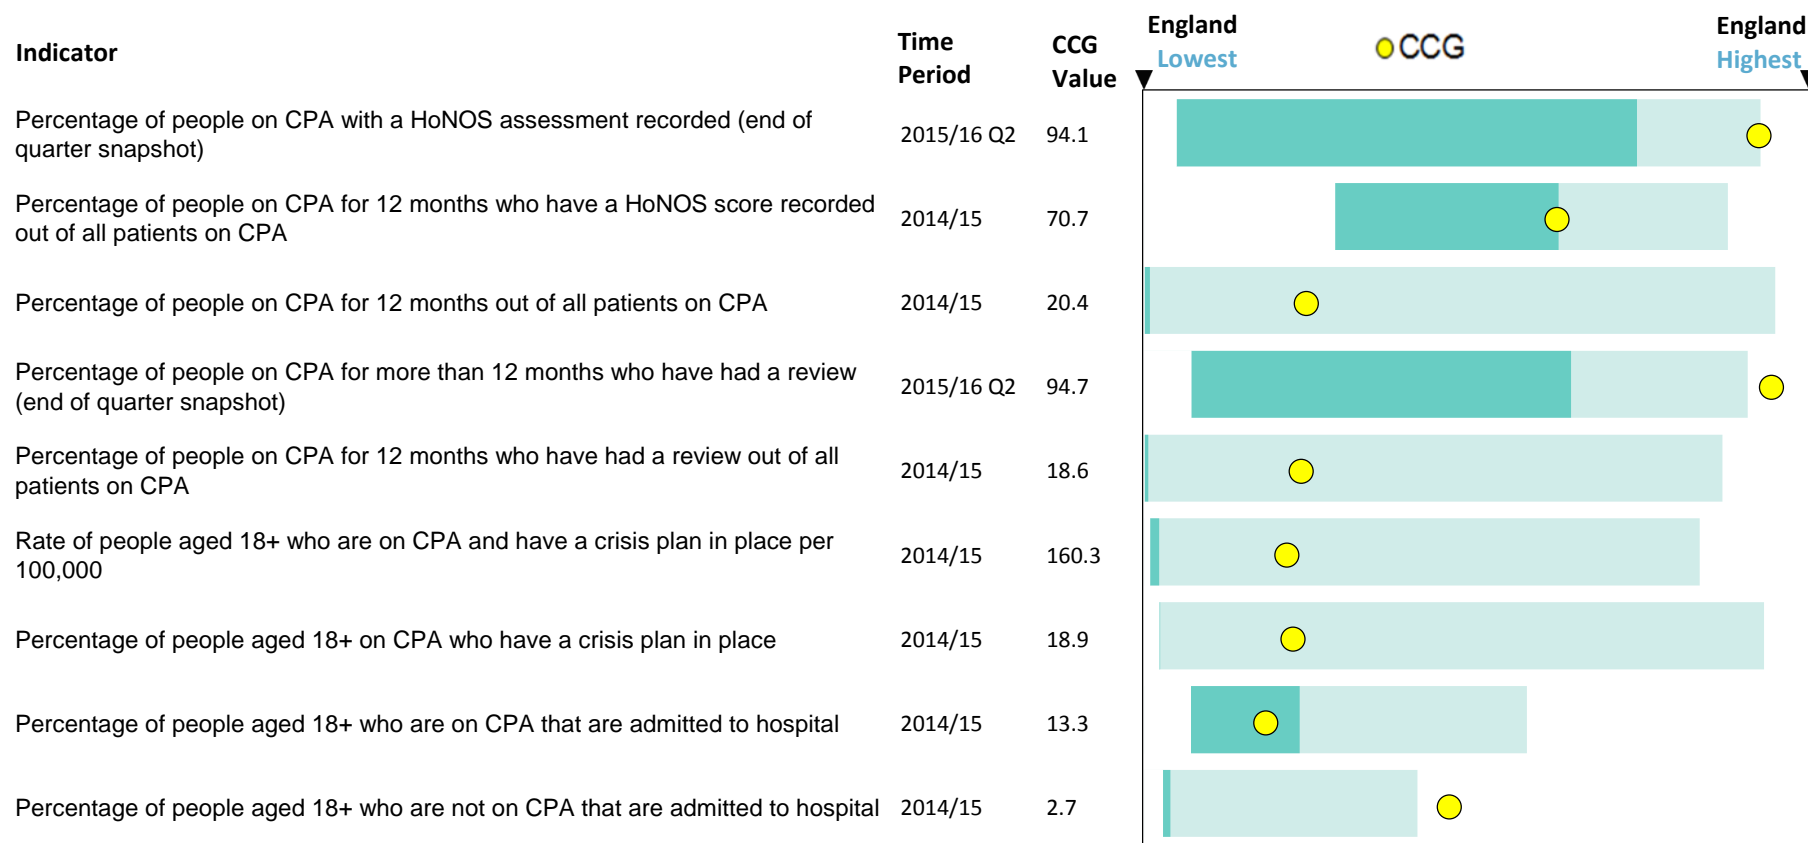 Indicator
Time Period
CCG Value
England Lowest
CCG
England Highest
Percentage of people on CPA with a HoNOS assessment recorded (end of
quarter snapshot)
2015/16 Q2
94.1
Percentage of people on CPA for 12 months who have a HoNOS score recorded
out of all patients on CPA
2014/15
70.7
Percentage of people on CPA for 12 months out of all patients on CPA
2014/15
20.4
Percentage of people on CPA for more than 12 months who have had a review
(end of quarter snapshot)
2015/16 Q2
94.7
Percentage of people on CPA for 12 months who have had a review out of all
patients on CPA
2014/15
18.6
Rate of people aged 18+ who are on CPA and have a crisis plan in place per
100,000
2014/15
160.3
Percentage of people aged 18+ on CPA who have a crisis plan in place
2014/15
18.9
Percentage of people aged 18+ who are on CPA that are admitted to hospital
2014/15
13.3
Percentage of people aged 18+ who are not on CPA that are admitted to hospital
2014/15
2.7